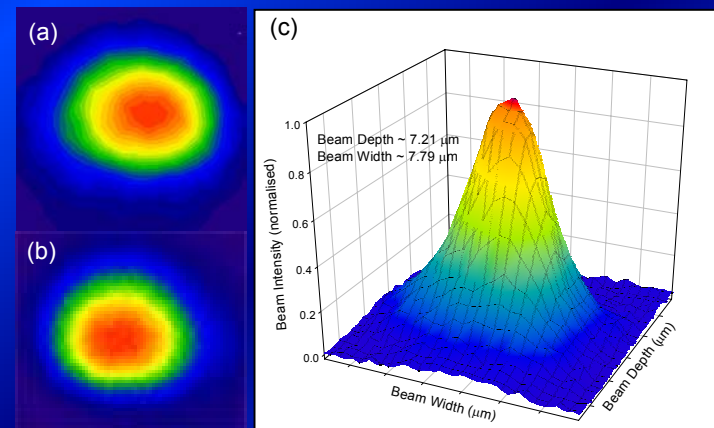 (a)
(b)
(c)
Beam Depth ~ 7.21 μm
Beam Width ~ 7.79 μm
1.0
0.8
0.6
0.4
0.2
0.0
Beam Intensity (normalised)
Beam Width (μm)
Beam Depth (μm)